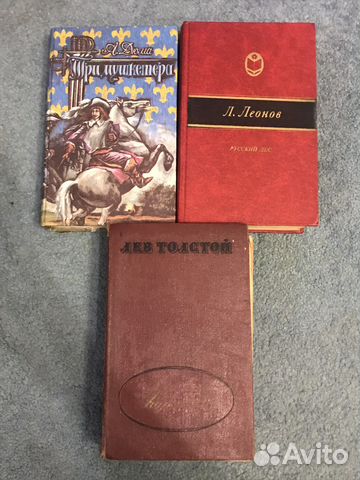 А. Дюма
Три мушкетера
Л. Леонов
РУССКИЙ ЛЕС
ЛЕВ ТОЛСТОЙ
Avito